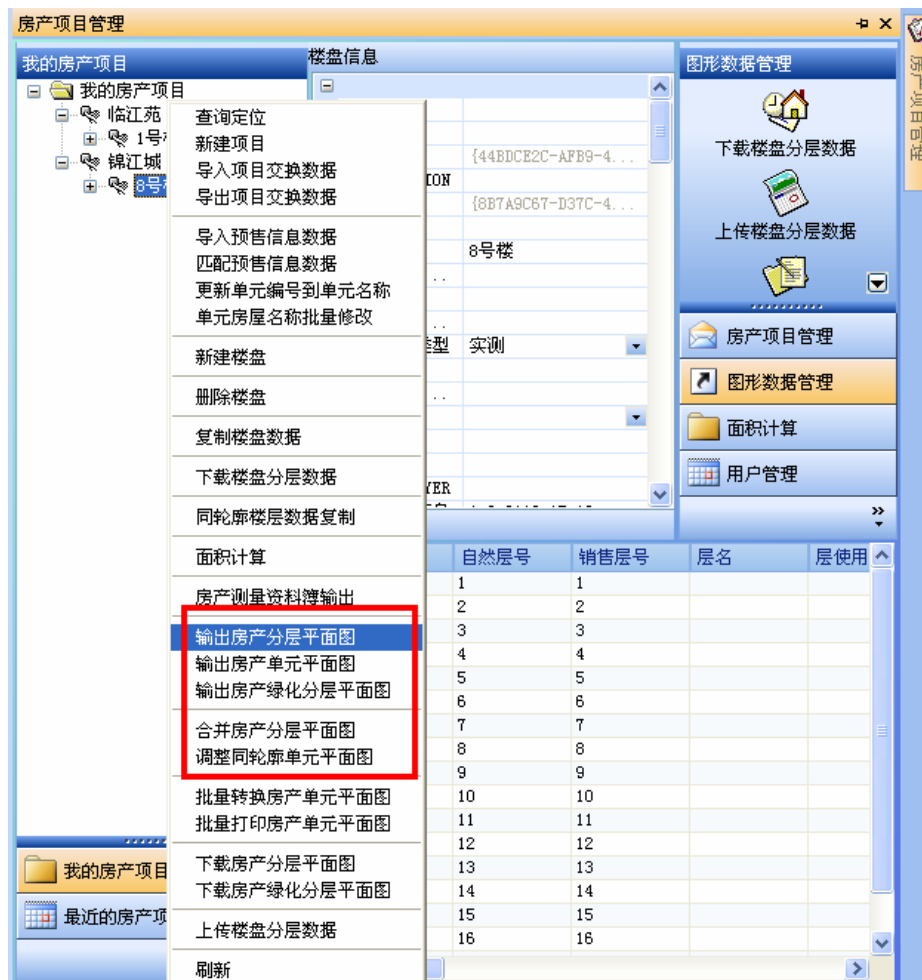 房产项目管理
我的房产项目
我的房产项目
临江苑
1号
锦江城
8号
查询定位
新建项目
导入项目交换数据
导出项目交换数据
导入预售信息数据
匹配预售信息数据
更新单元编号到单元名称
单元房屋名称批量修改
新建楼盘
删除楼盘
复制楼盘数据
下载楼盘分层数据
同轮廓楼层数据复制
面积计算
房产测量资料簿输出
输出房产分层平面图
输出房产单元平面图
输出房产绿化分层平面图
合并房产分层平面图
调整同轮廓单元平面图
批量转换房产单元平面图
批量打印房产单元平面图
下载房产分层平面图
下载房产绿化分层平面图
上传楼盘分层数据
刷新
我的房产项目
最近的房产项
楼盘信息
{44BDCE2C-AFB9-4...
ION
{8B7A9C67-D37C-4...
8号楼
..
..
类型 实测
..
YER
图形数据管理
下载楼盘分层数据
上传楼盘分层数据
房产项目管理
图形数据管理
面积计算
用户管理
自然层号 销售层号 层名 层使用
1 1
2 2
3 3
4 4
5 5
6 6
7 7
8 8
9 9
10 10
11 11
12 12
13 13
14 14
15 15
16 16